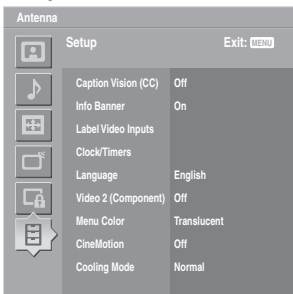 Antenna
Setup Exit: MENU
Caption Vision (CC) Off
Info Banner On
Label Video Inputs
Clock/Timers
Language English
Video 2 (Component) Off
Menu Color Translucent
CineMotion Off
Cooling Mode Normal